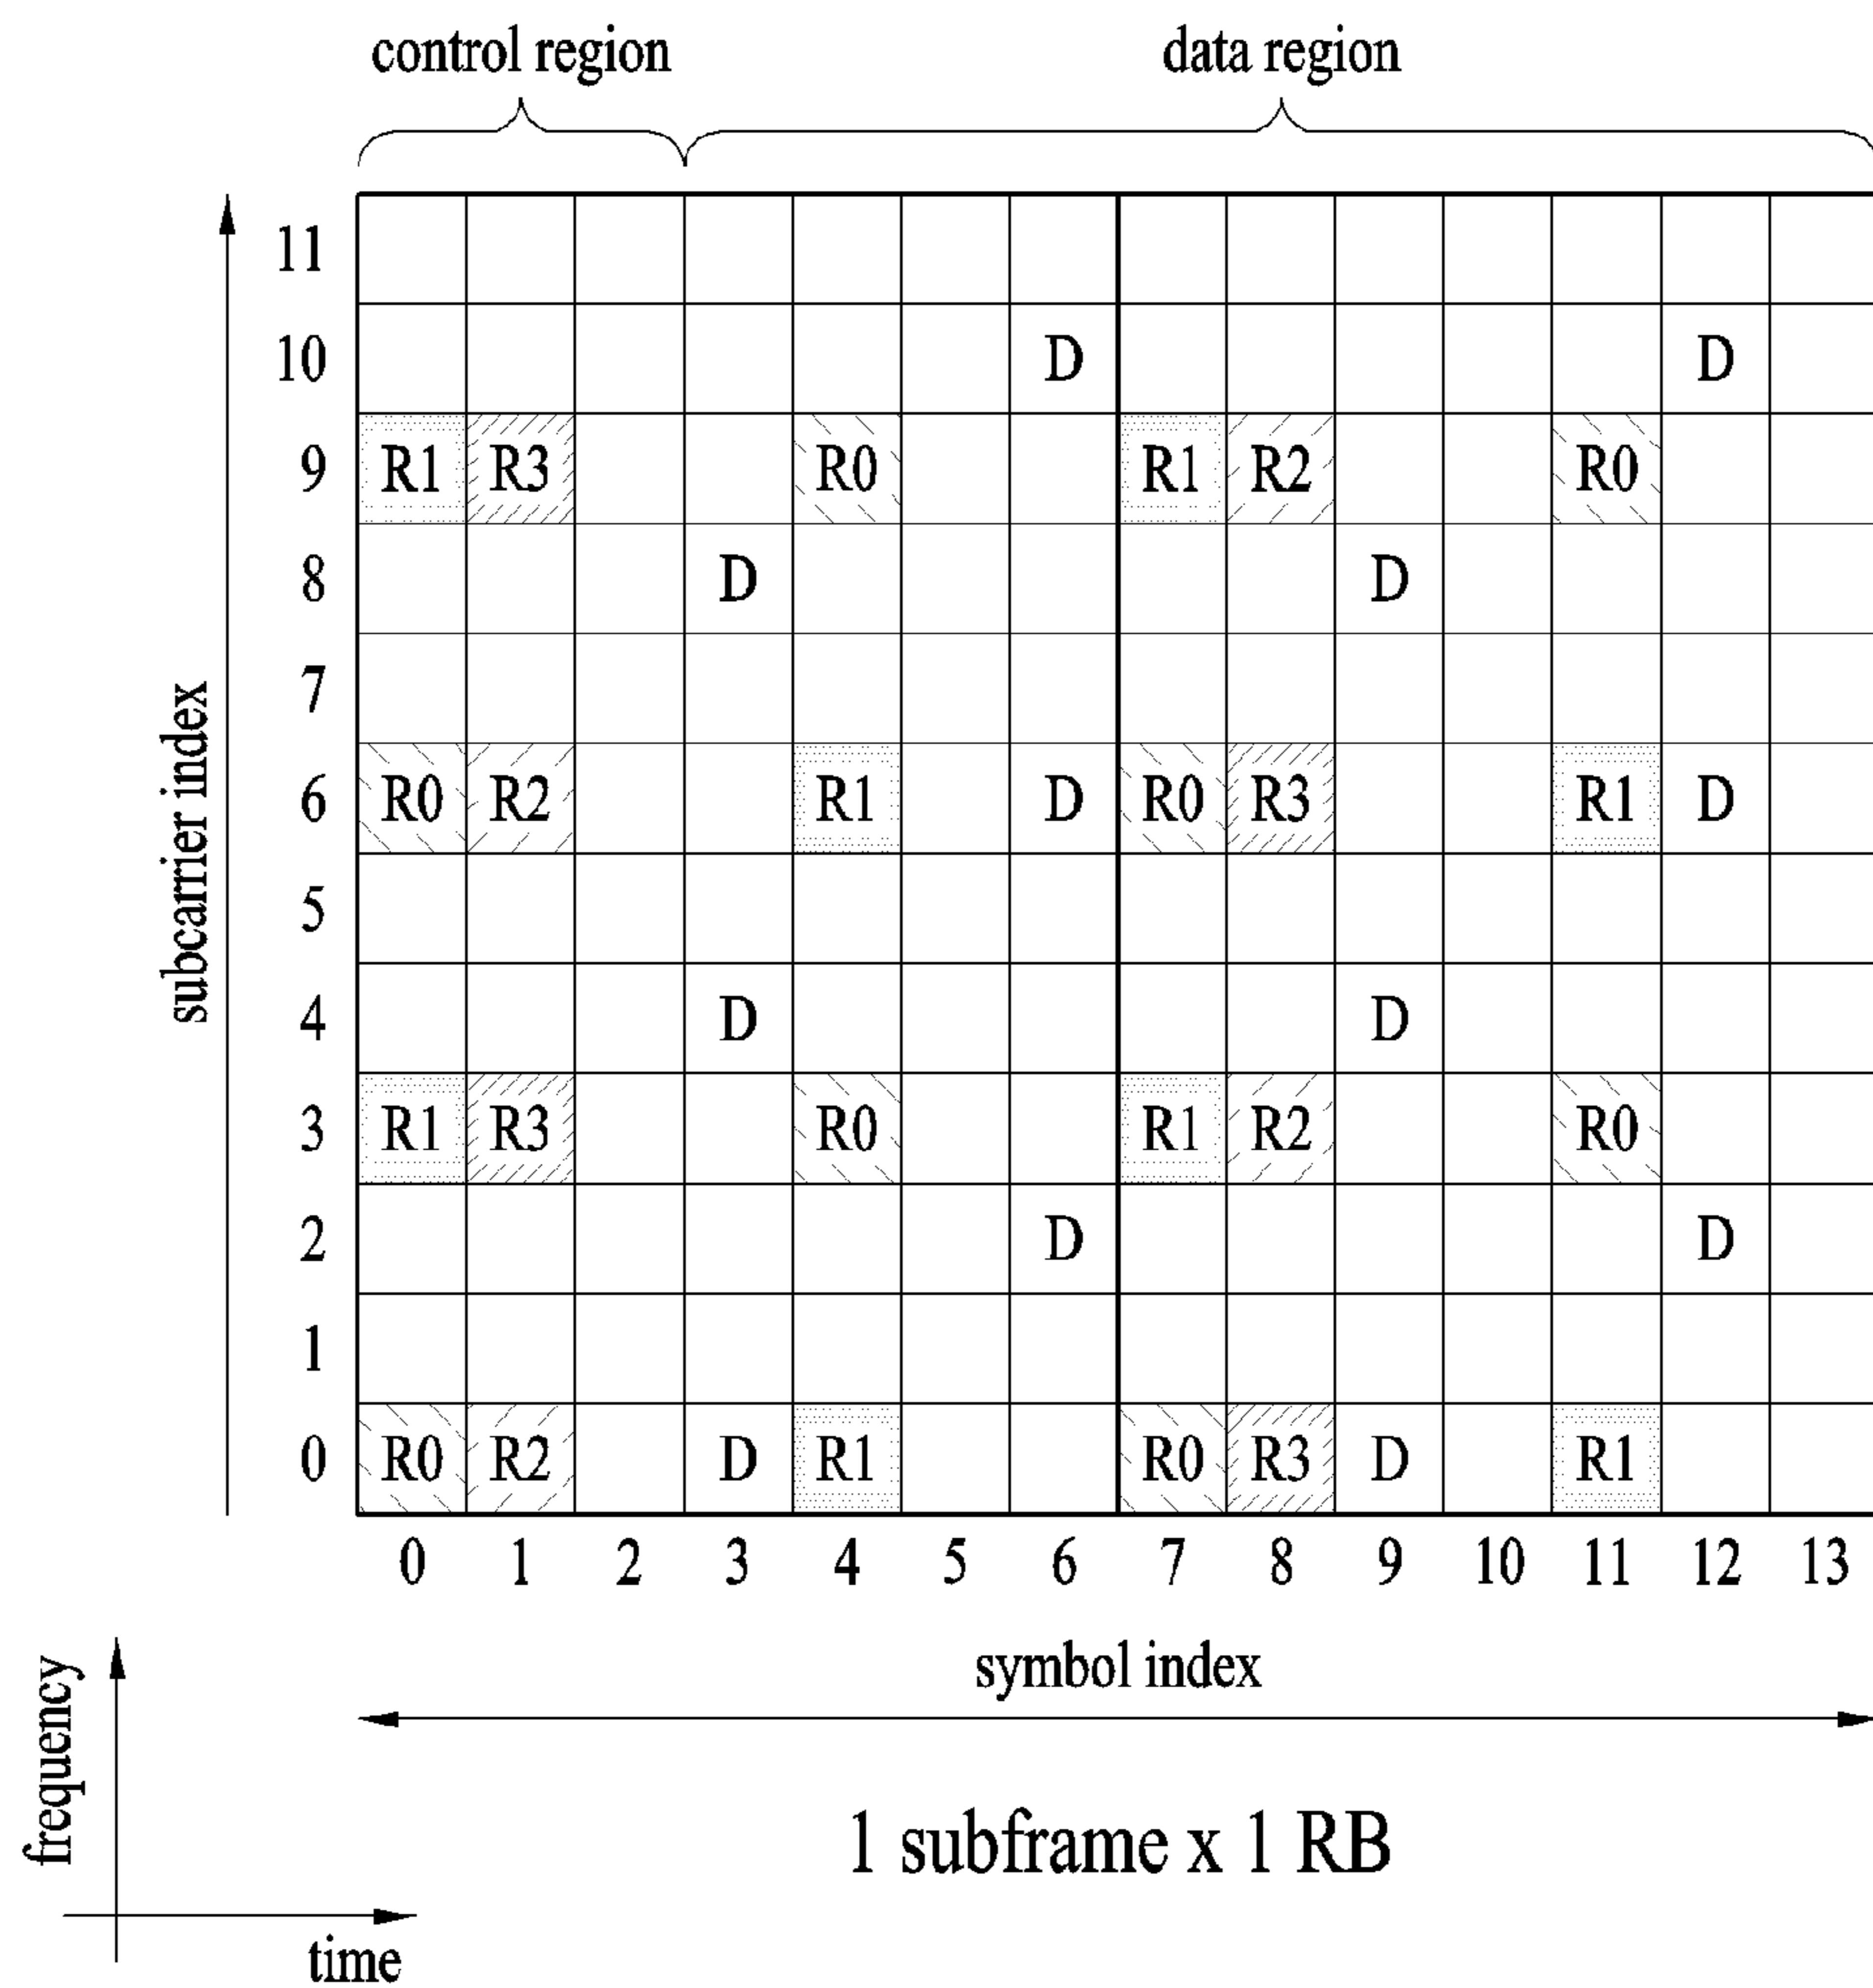 control region data region
subcarrier index
11
10 D D
9 R1 R3 R0 R1 R2 R0
8 D D
7
6 R0 R2 R1 D R0 R3 R1 D
5
4 D D
3 R1 R3 R0 R1 R2 R0
2 D D
1
0 R0 R2 D R1 R0 R3 D R1
0 1 2 3 4 5 6 7 8 9 10 11 12 13
symbol index
frequency
1 subframe x 1 RB
time